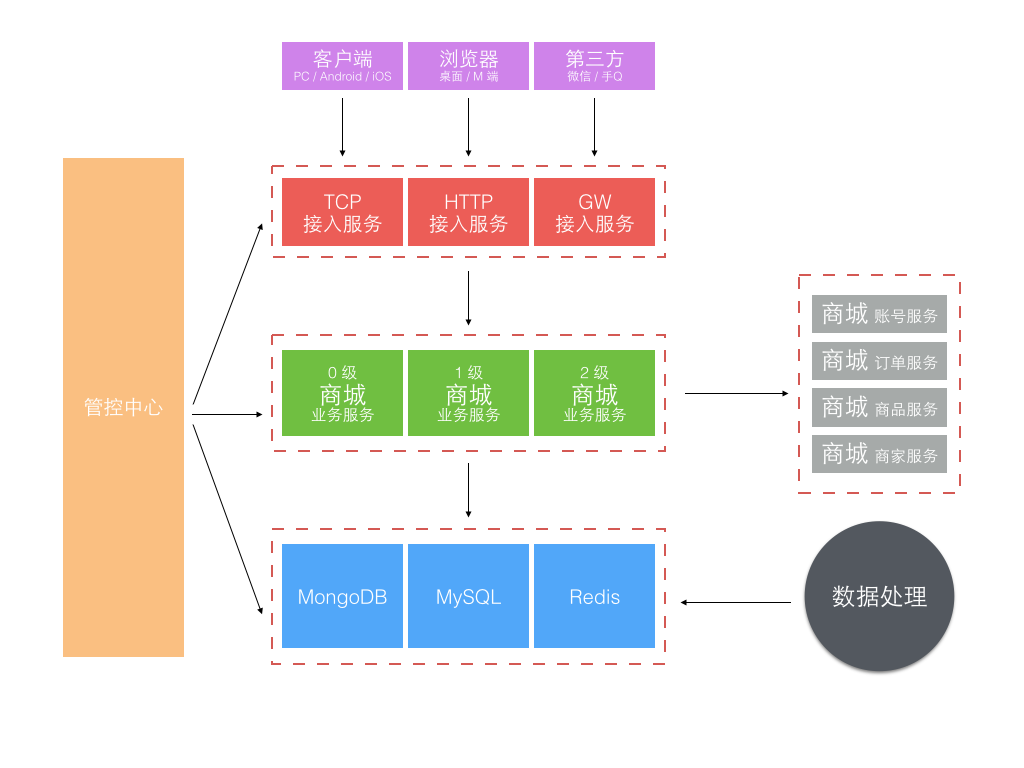 客户端
PC / Android / iOS
浏览器
桌面 / M 端
第三方
微信 / 手Q
TCP
接入服务
HTTP
接入服务
GW
接入服务
管控中心
0 级
商城
业务服务
1 级
商城
业务服务
2 级
商城
业务服务
商城 账号服务
商城 订单服务
商城 商品服务
商城 商家服务
MongoDB
MySQL
Redis
数据处理